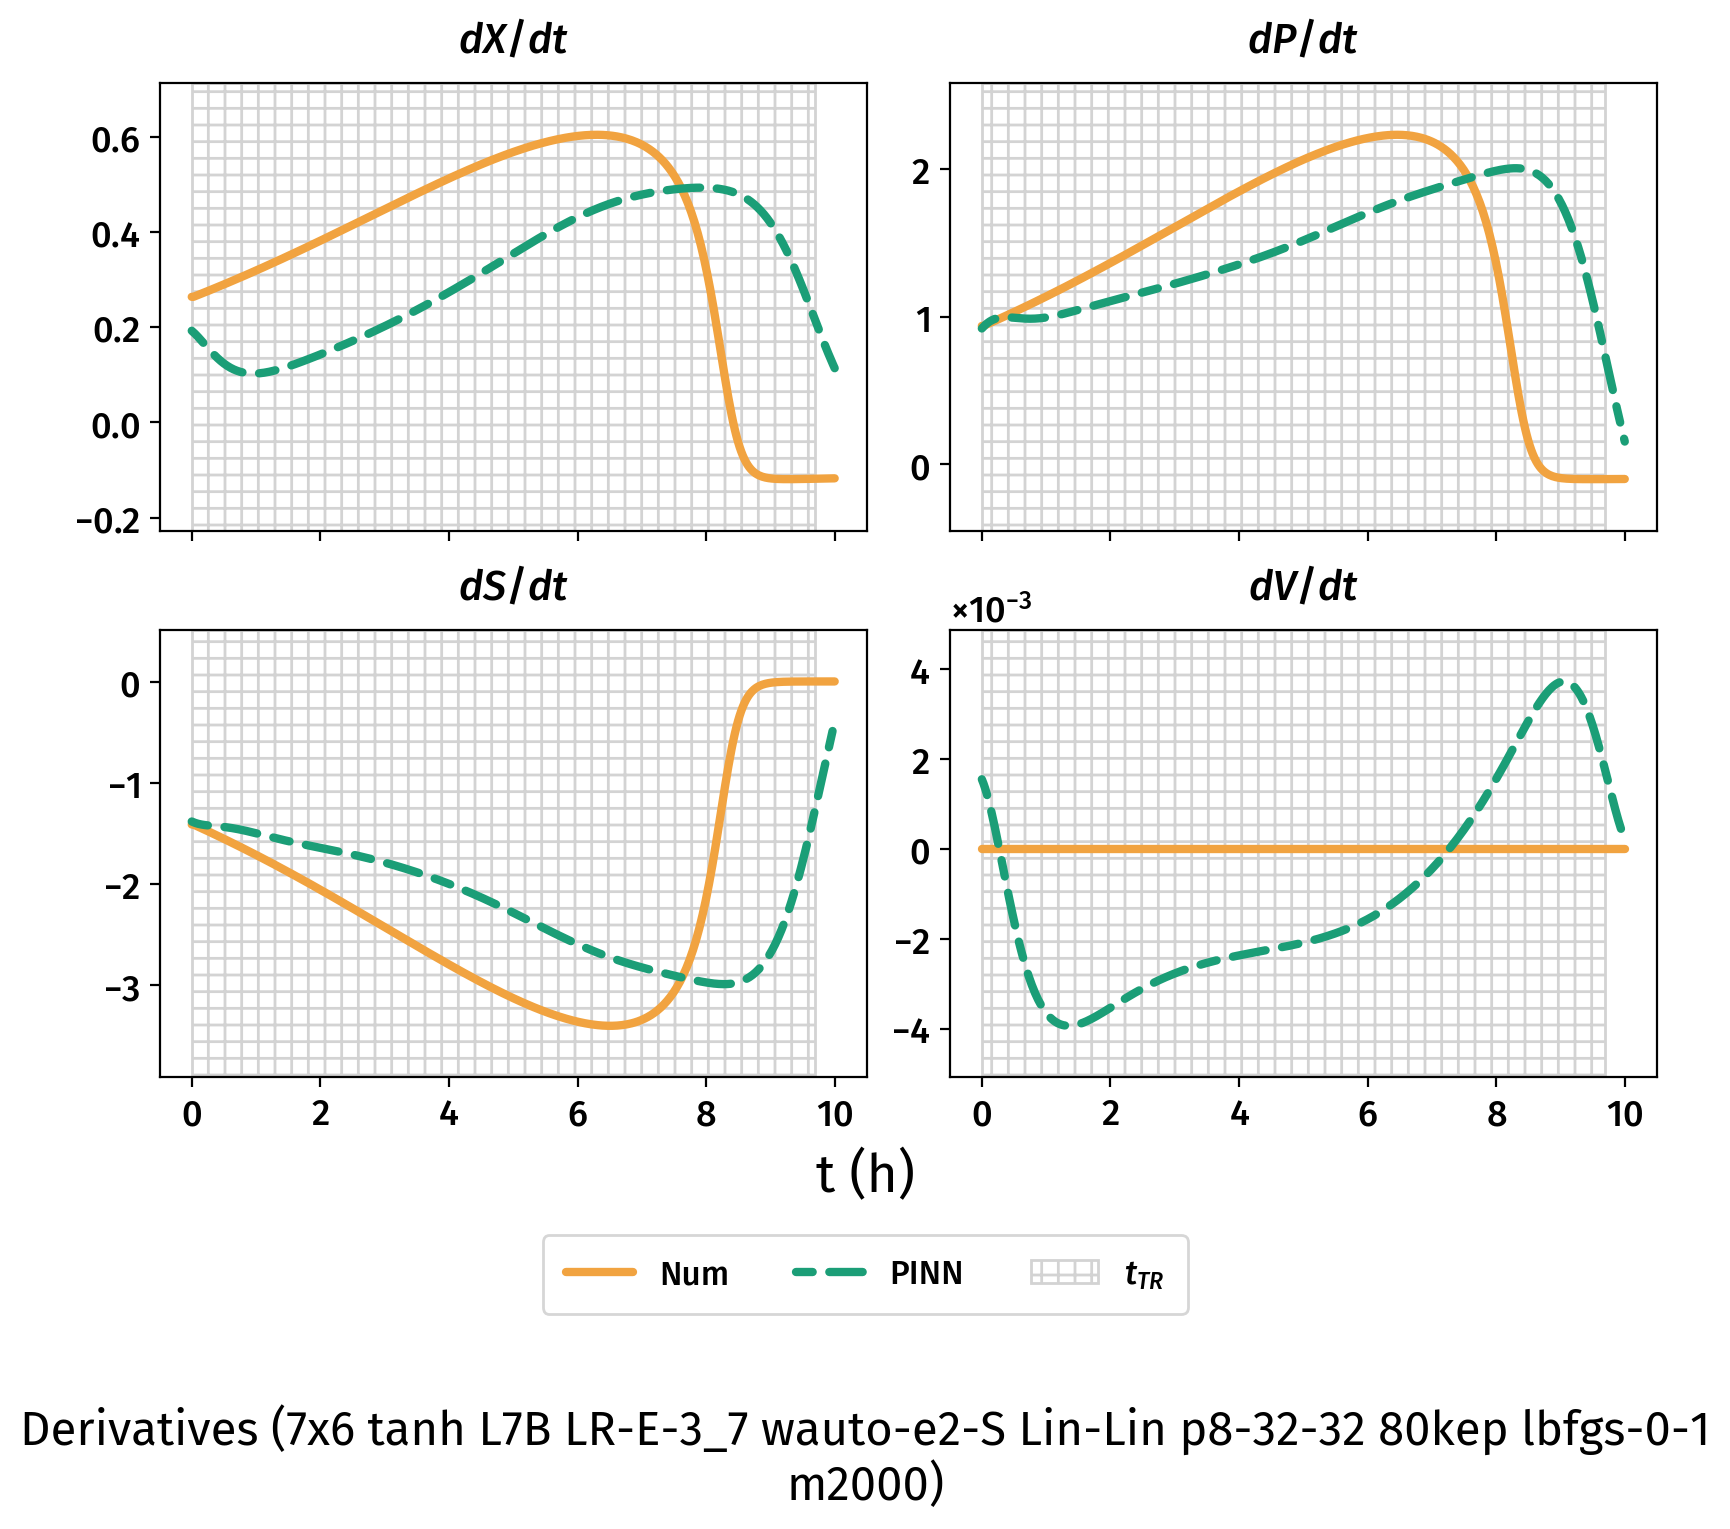 dX/dt
dP/dt
0.6
0.4
0.2
0.0
−0.2
2
1
0
dS/dt
dV/dt
×10⁻³
0
−1
−2
−3
4
2
0
−2
−4
0 2 4 6 8 10
0 2 4 6 8 10
t (h)
Num PINN t_TR
Derivatives (7x6 tanh L7B LR-E-3_7 wauto-e2-S Lin-Lin p8-32-32 80kep lbfgs-0-1
m2000)